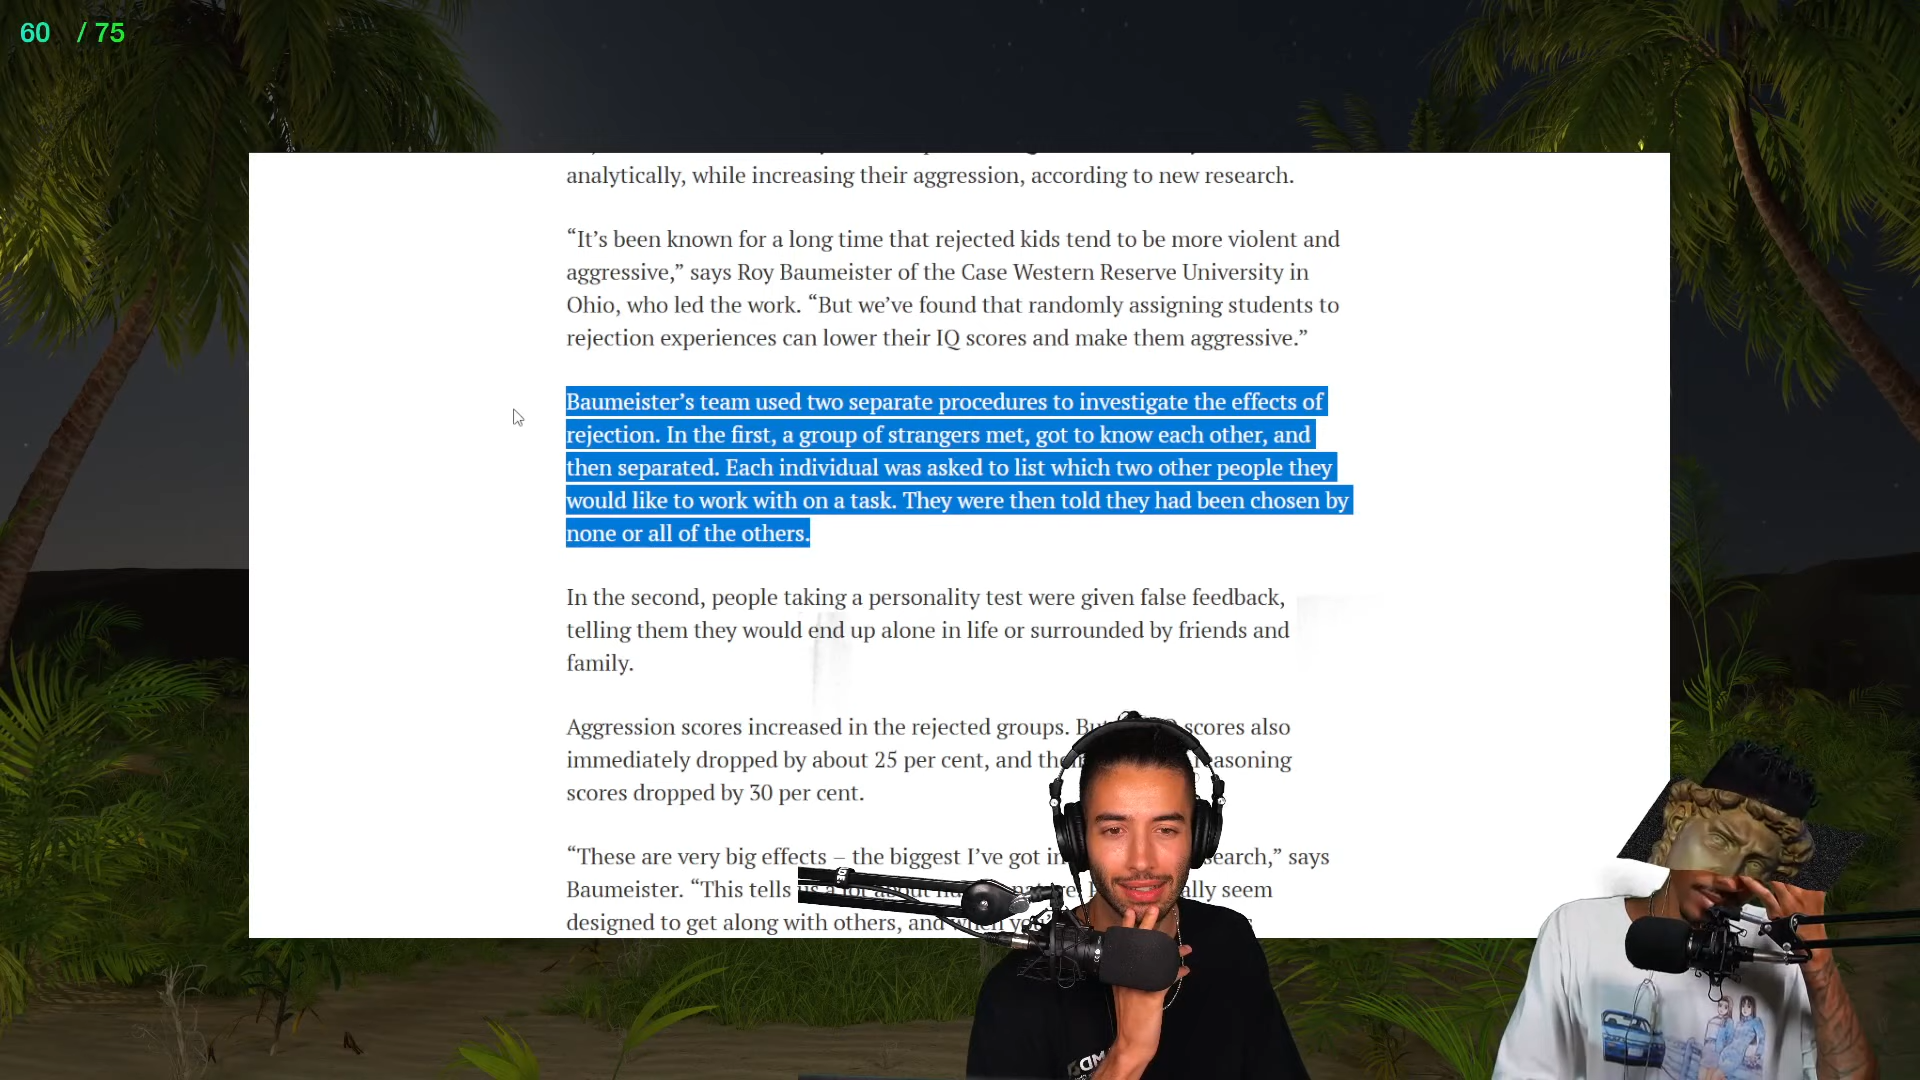 60 / 75
analytically, while increasing their aggression, according to new research.
“It’s been known for a long time that rejected kids tend to be more violent and
aggressive,” says Roy Baumeister of the Case Western Reserve University in
Ohio, who led the work. “But we’ve found that randomly assigning students to
rejection experiences can lower their IQ scores and make them aggressive.”
Baumeister’s team used two separate procedures to investigate the effects of
rejection. In the first, a group of strangers met, got to know each other, and
then separated. Each individual was asked to list which two other people they
would like to work with on a task. They were then told they had been chosen by
none or all of the others.
In the second, people taking a personality test were given false feedback,
telling them they would end up alone in life or surrounded by friends and
family.
Aggression scores increased in the rejected groups. But scores also
immediately dropped by about 25 per cent, and their reasoning
scores dropped by 30 per cent.
“These are very big effects – the biggest I’ve got in says
Baumeister. “This tells us a lot about seem
designed to get along with others, and when